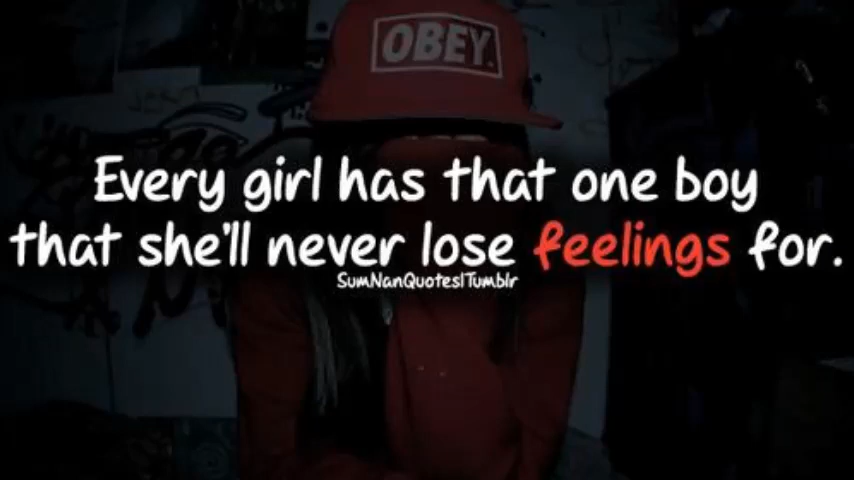 OBEY.
Every girl has that one boy
that she'll never lose feelings for.
SumNanQuotes|Tumblr